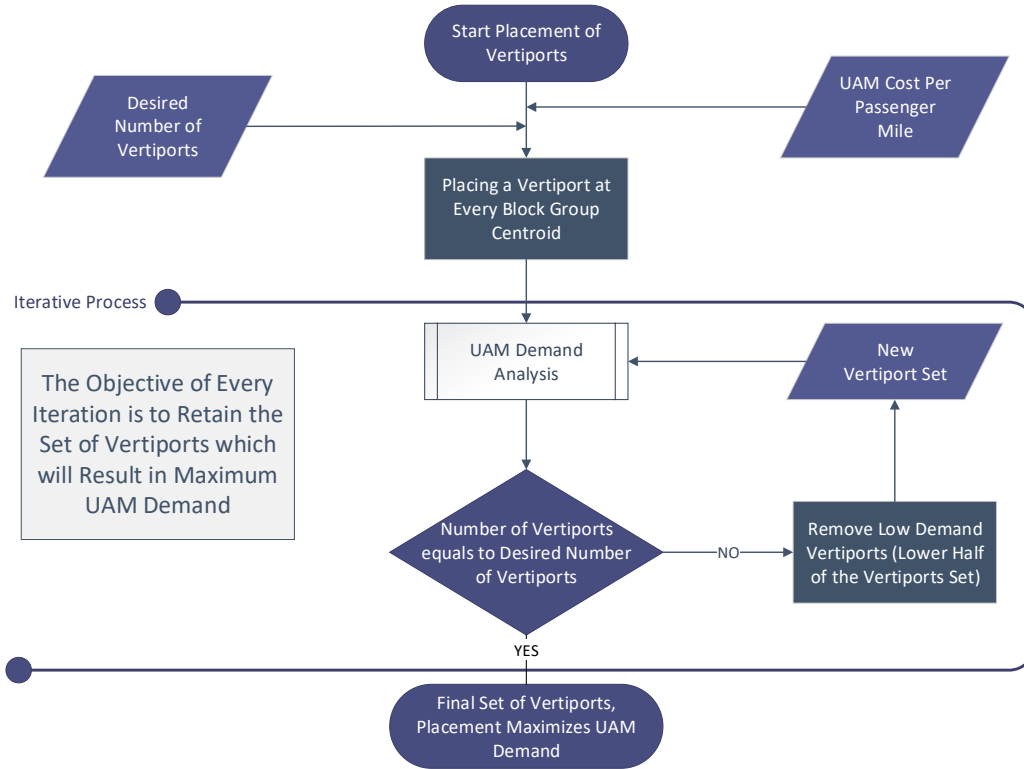 Start Placement of
Vertiports
Desired
Number of
Vertiports
UAM Cost Per
Passenger
Mile
Placing a Vertiport at
Every Block Group
Centroid
Iterative Process
UAM Demand
Analysis
New
Vertiport Set
The Objective of Every
Iteration is to Retain the
Set of Vertiports which
will Result in Maximum
UAM Demand
Number of Vertiports
equals to Desired Number
of Vertiports
NO
Remove Low Demand
Vertiports (Lower Half
of the Vertiports Set)
YES
Final Set of Vertiports,
Placement Maximizes UAM
Demand